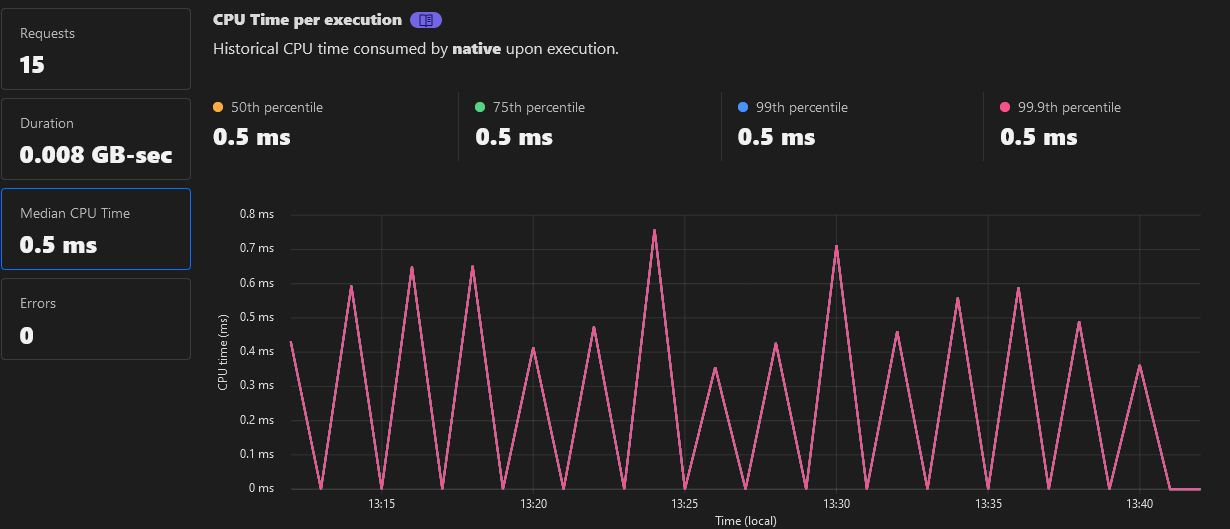 Requests
15
Duration
0.008 GB-sec
Median CPU Time
0.5 ms
Errors
0
CPU Time per execution
Historical CPU time consumed by native upon execution.
50th percentile
0.5 ms
75th percentile
0.5 ms
99th percentile
0.5 ms
99.9th percentile
0.5 ms
CPU time (ms)
0.8 ms
0.7 ms
0.6 ms
0.5 ms
0.4 ms
0.3 ms
0.2 ms
0.1 ms
0 ms
13:15 13:20 13:25 13:30 13:35 13:40
Time (local)